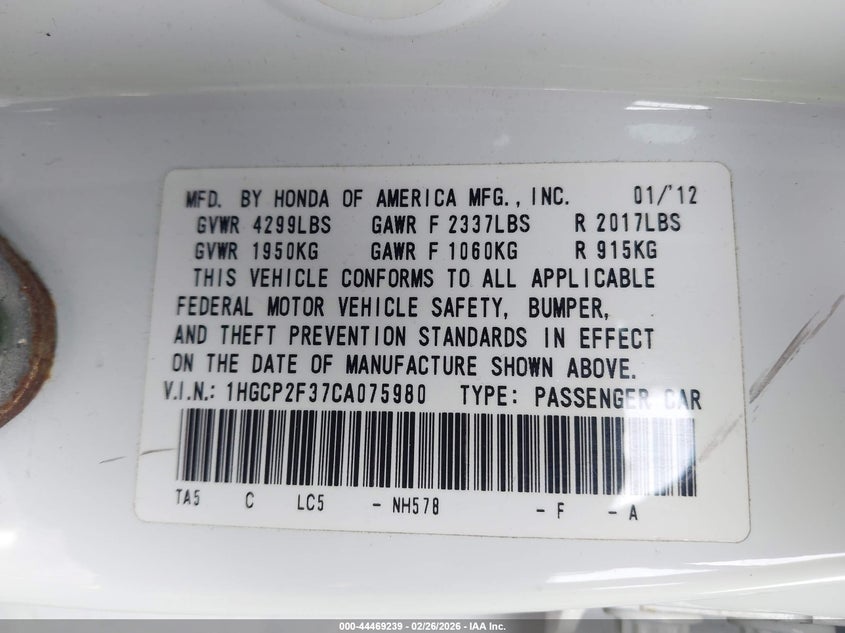 MFD. BY HONDA OF AMERICA MFG., INC. 01/'12
GVWR 4299LBS GAWR F 2337LBS R 2017LBS
GVWR 1950KG GAWR F 1060KG R 915KG
THIS VEHICLE CONFORMS TO ALL APPLICABLE
FEDERAL MOTOR VEHICLE SAFETY, BUMPER,
AND THEFT PREVENTION STANDARDS IN EFFECT
ON THE DATE OF MANUFACTURE SHOWN ABOVE.
V.I.N.: 1HGCP2F37CA075980 TYPE: PASSENGER CAR
TA5 C LC5 - NH578 - F - A
000-44469239 - 02/26/2026 - IAA Inc.